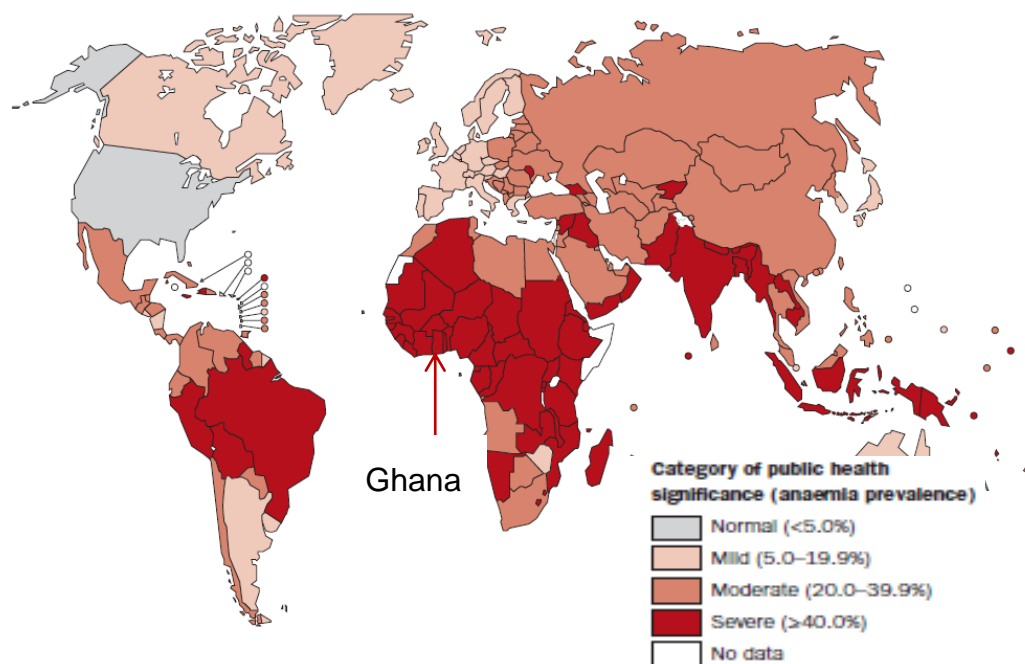 Ghana
Category of public health
significance (anaemia prevalence)
Normal (<5.0%)
Mild (5.0–19.9%)
Moderate (20.0–39.9%)
Severe (≥40.0%)
No data